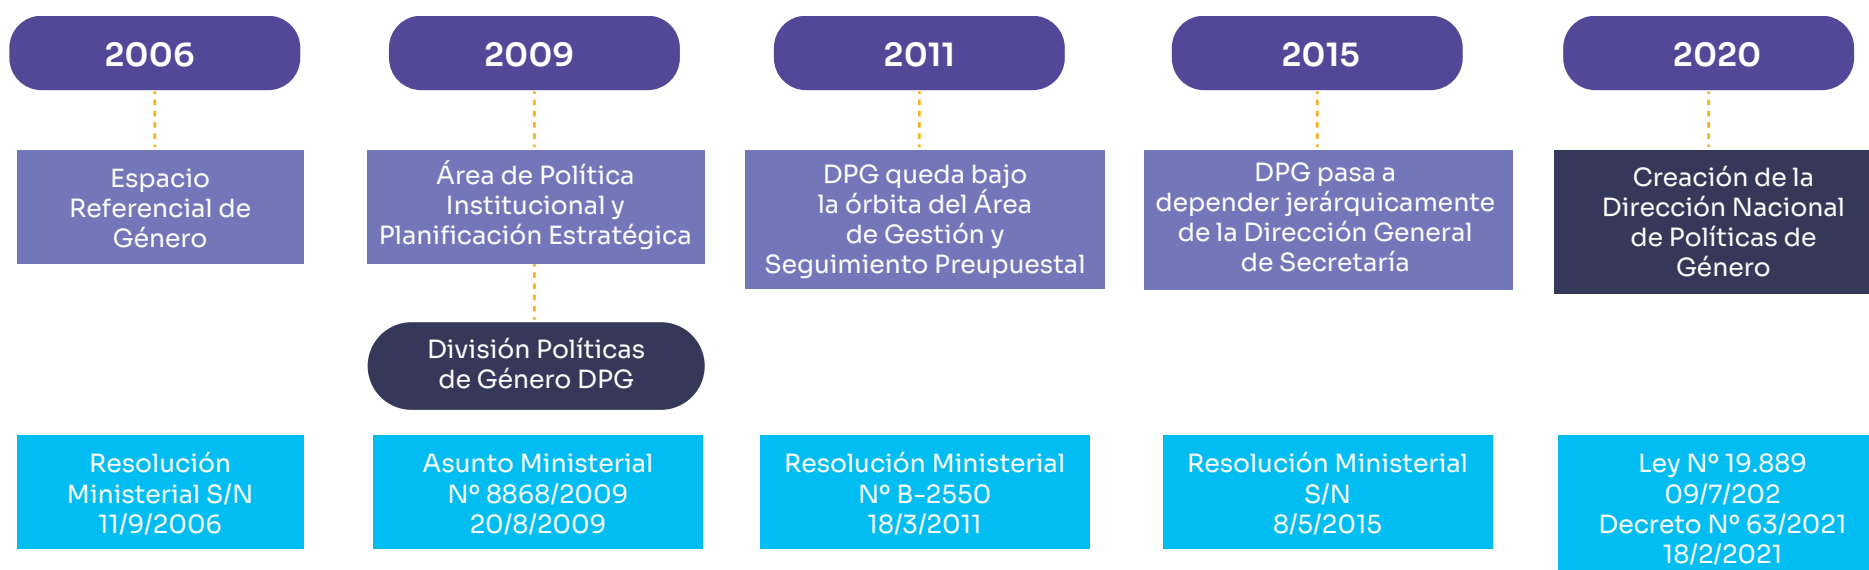 2006
Espacio
Referencial de
Género
Resolución
Ministerial S/N
11/9/2006
2009
Área de Política
Institucional y
Planificación Estratégica
División Políticas
de Género DPG
Asunto Ministerial
Nº 8868/2009
20/8/2009
2011
DPG queda bajo
la órbita del Área
de Gestión y
Seguimiento Preupuestal
Resolución Ministerial
Nº B-2550
18/3/2011
2015
DPG pasa a
depender jerárquicamente
de la Dirección General
de Secretaría
Resolución Ministerial
S/N
8/5/2015
2020
Creación de la
Dirección Nacional
de Políticas de
Género
Ley Nº 19.889
09/7/202
Decreto Nº 63/2021
18/2/2021